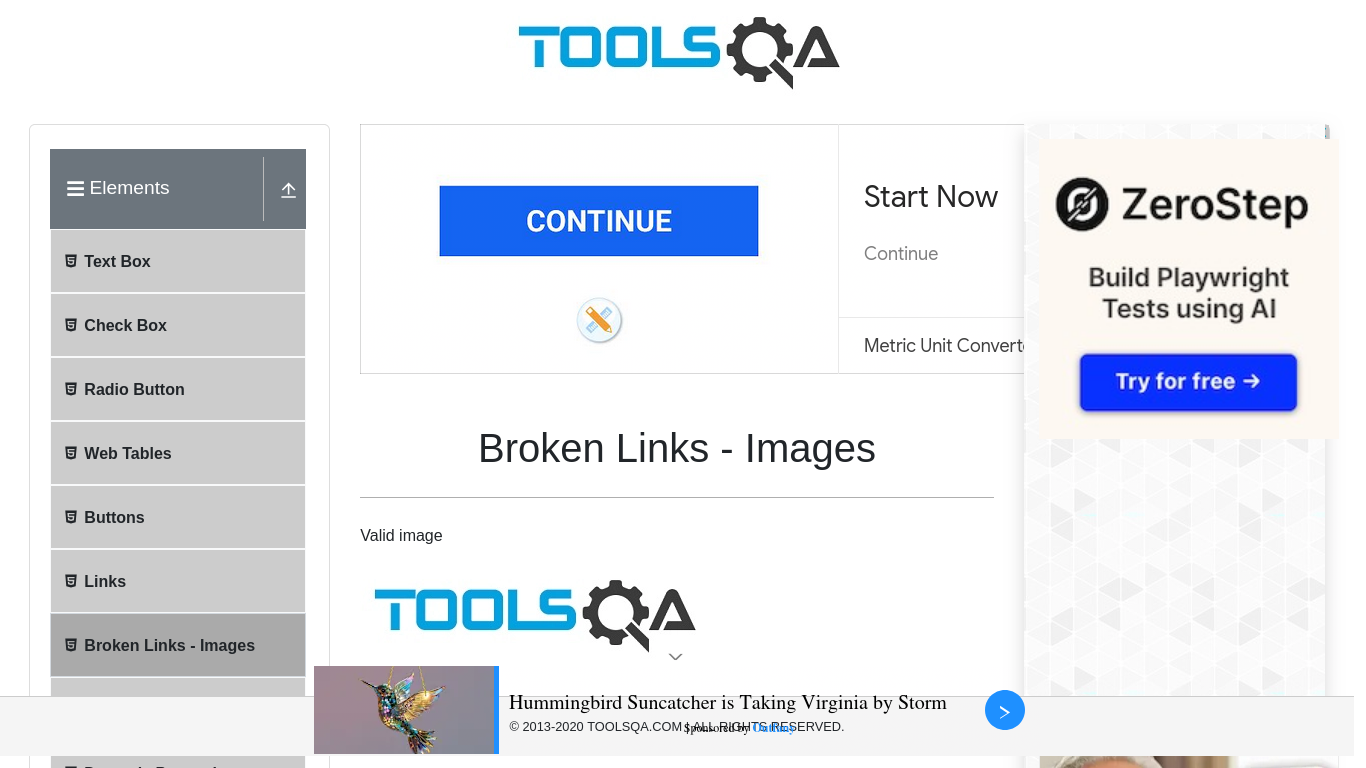 TOOLSQA
Elements
Text Box
Check Box
Radio Button
Web Tables
Buttons
Links
Broken Links - Images
CONTINUE
Start Now
Continue
Metric Unit
ZeroStep
Build Playwright
Tests using AI
Try for free →
Broken Links - Images
Valid image
TOOLSQA
Hummingbird Suncatcher is Taking Virginia by Storm
© 2013-2020 TOOLSQA.COM | ALL RIGHTS RESERVED.
Sponsored by